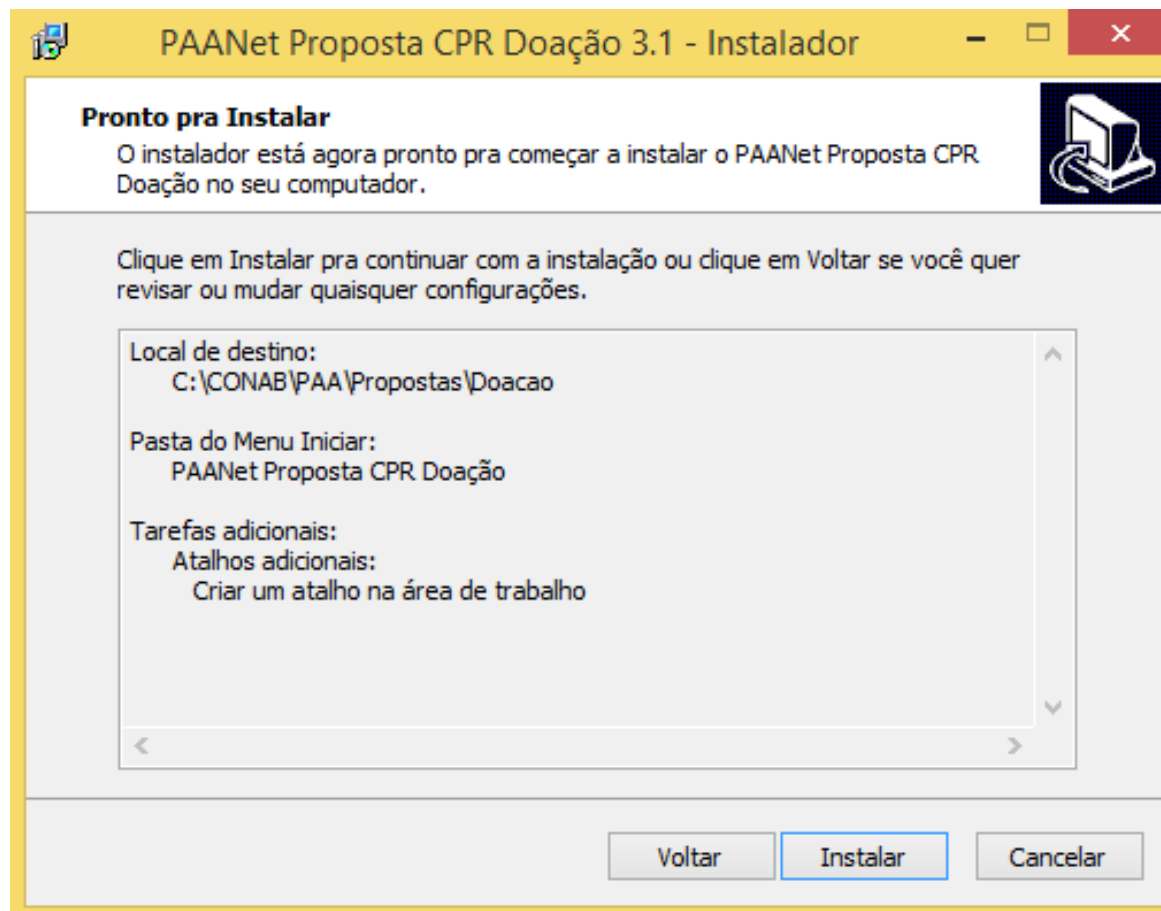 PAANet Proposta CPR Doação 3.1 - Instalador
Pronto pra Instalar
O instalador está agora pronto pra começar a instalar o PAANet Proposta CPR
Doação no seu computador.
Clique em Instalar pra continuar com a instalação ou clique em Voltar se você quer
revisar ou mudar quaisquer configurações.
Local de destino:
C:\CONAB\PAA\Propostas\Doacao
Pasta do Menu Iniciar:
PAANet Proposta CPR Doação
Tarefas adicionais:
Atalhos adicionais:
Criar um atalho na área de trabalho
Voltar Instalar Cancelar